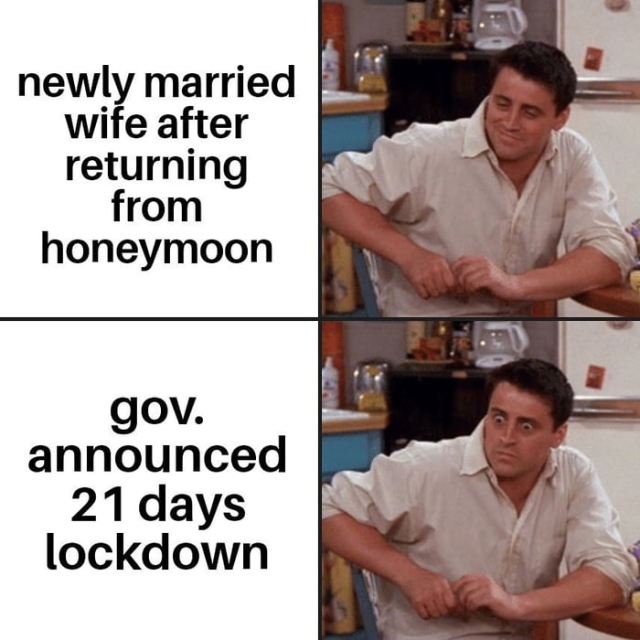 newly married
wife after
returning
from
honeymoon
gov.
announced
21 days
lockdown